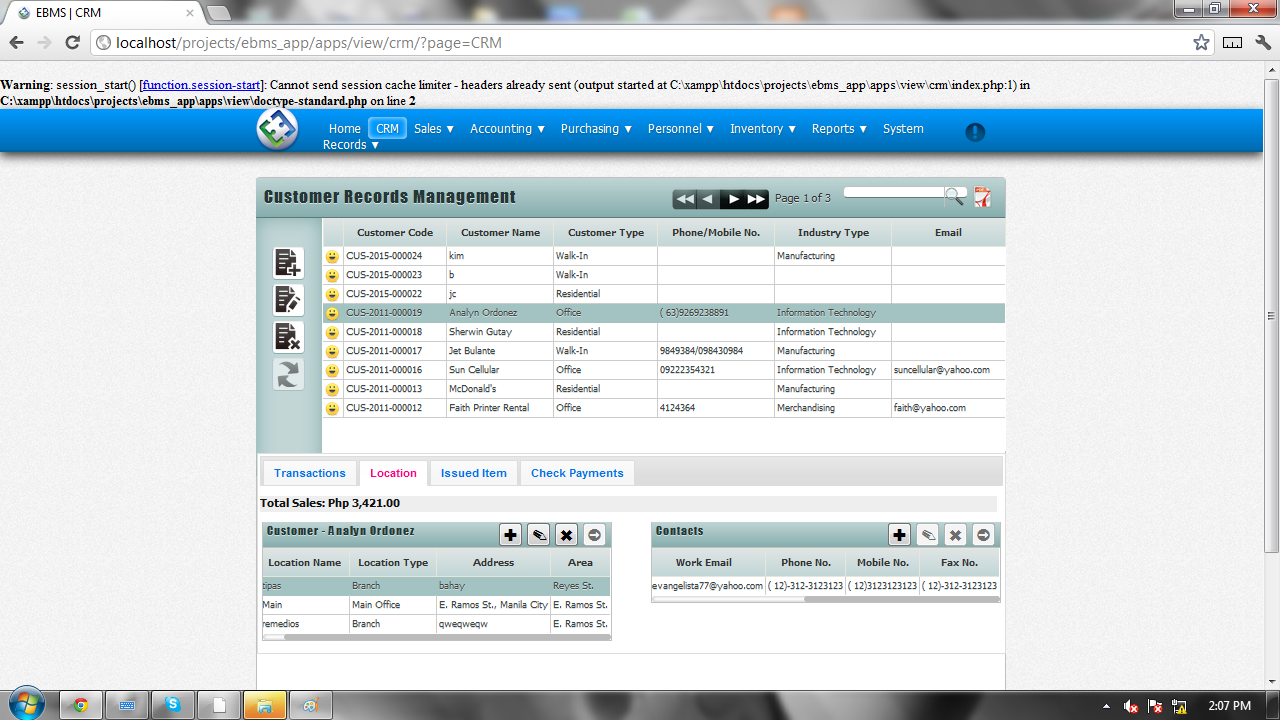 EBMS | CRM
localhost/projects/ebms_app/apps/view/crm/?page=CRM
Warning: session_start() [function.session-start]: Cannot send session cache limiter - headers already sent (output started at C:\xampp\htdocs\projects\ebms_app\apps\view\crm\index.php:1) in
C:\xampp\htdocs\projects\ebms_app\apps\view\doctype-standard.php on line 2
Home CRM Sales ▼ Accounting ▼ Purchasing ▼ Personnel ▼ Inventory ▼ Reports ▼ System
Records ▼
Customer Records Management Page 1 of 3
Customer Code Customer Name Customer Type Phone/Mobile No. Industry Type Email
CUS-2015-000024 kim Walk-In Manufacturing
CUS-2015-000023 b Walk-In
CUS-2015-000022 jc Residential
CUS-2011-000019 Analyn Ordonez Office ( 63)9269238891 Information Technology
CUS-2011-000018 Sherwin Gutay Residential Information Technology
CUS-2011-000017 Jet Bulante Walk-In 9849384/098430984 Manufacturing
CUS-2011-000016 Sun Cellular Office 09222354321 Information Technology suncellular@yahoo.com
CUS-2011-000013 McDonald's Residential Manufacturing
CUS-2011-000012 Faith Printer Rental Office 4124364 Merchandising faith@yahoo.com
Transactions Location Issued Item Check Payments
Total Sales: Php 3,421.00
Customer - Analyn Ordonez
Location Name Location Type Address Area
tipas Branch bahay Reyes St.
Main Main Office E. Ramos St., Manila City E. Ramos St.
remedios Branch qweqweqw E. Ramos St.
Contacts
Work Email Phone No. Mobile No. Fax No.
evangelista77@yahoo.com ( 12)-312-3123123 ( 12)3123123123 ( 12)-312-3123123
2:07 PM